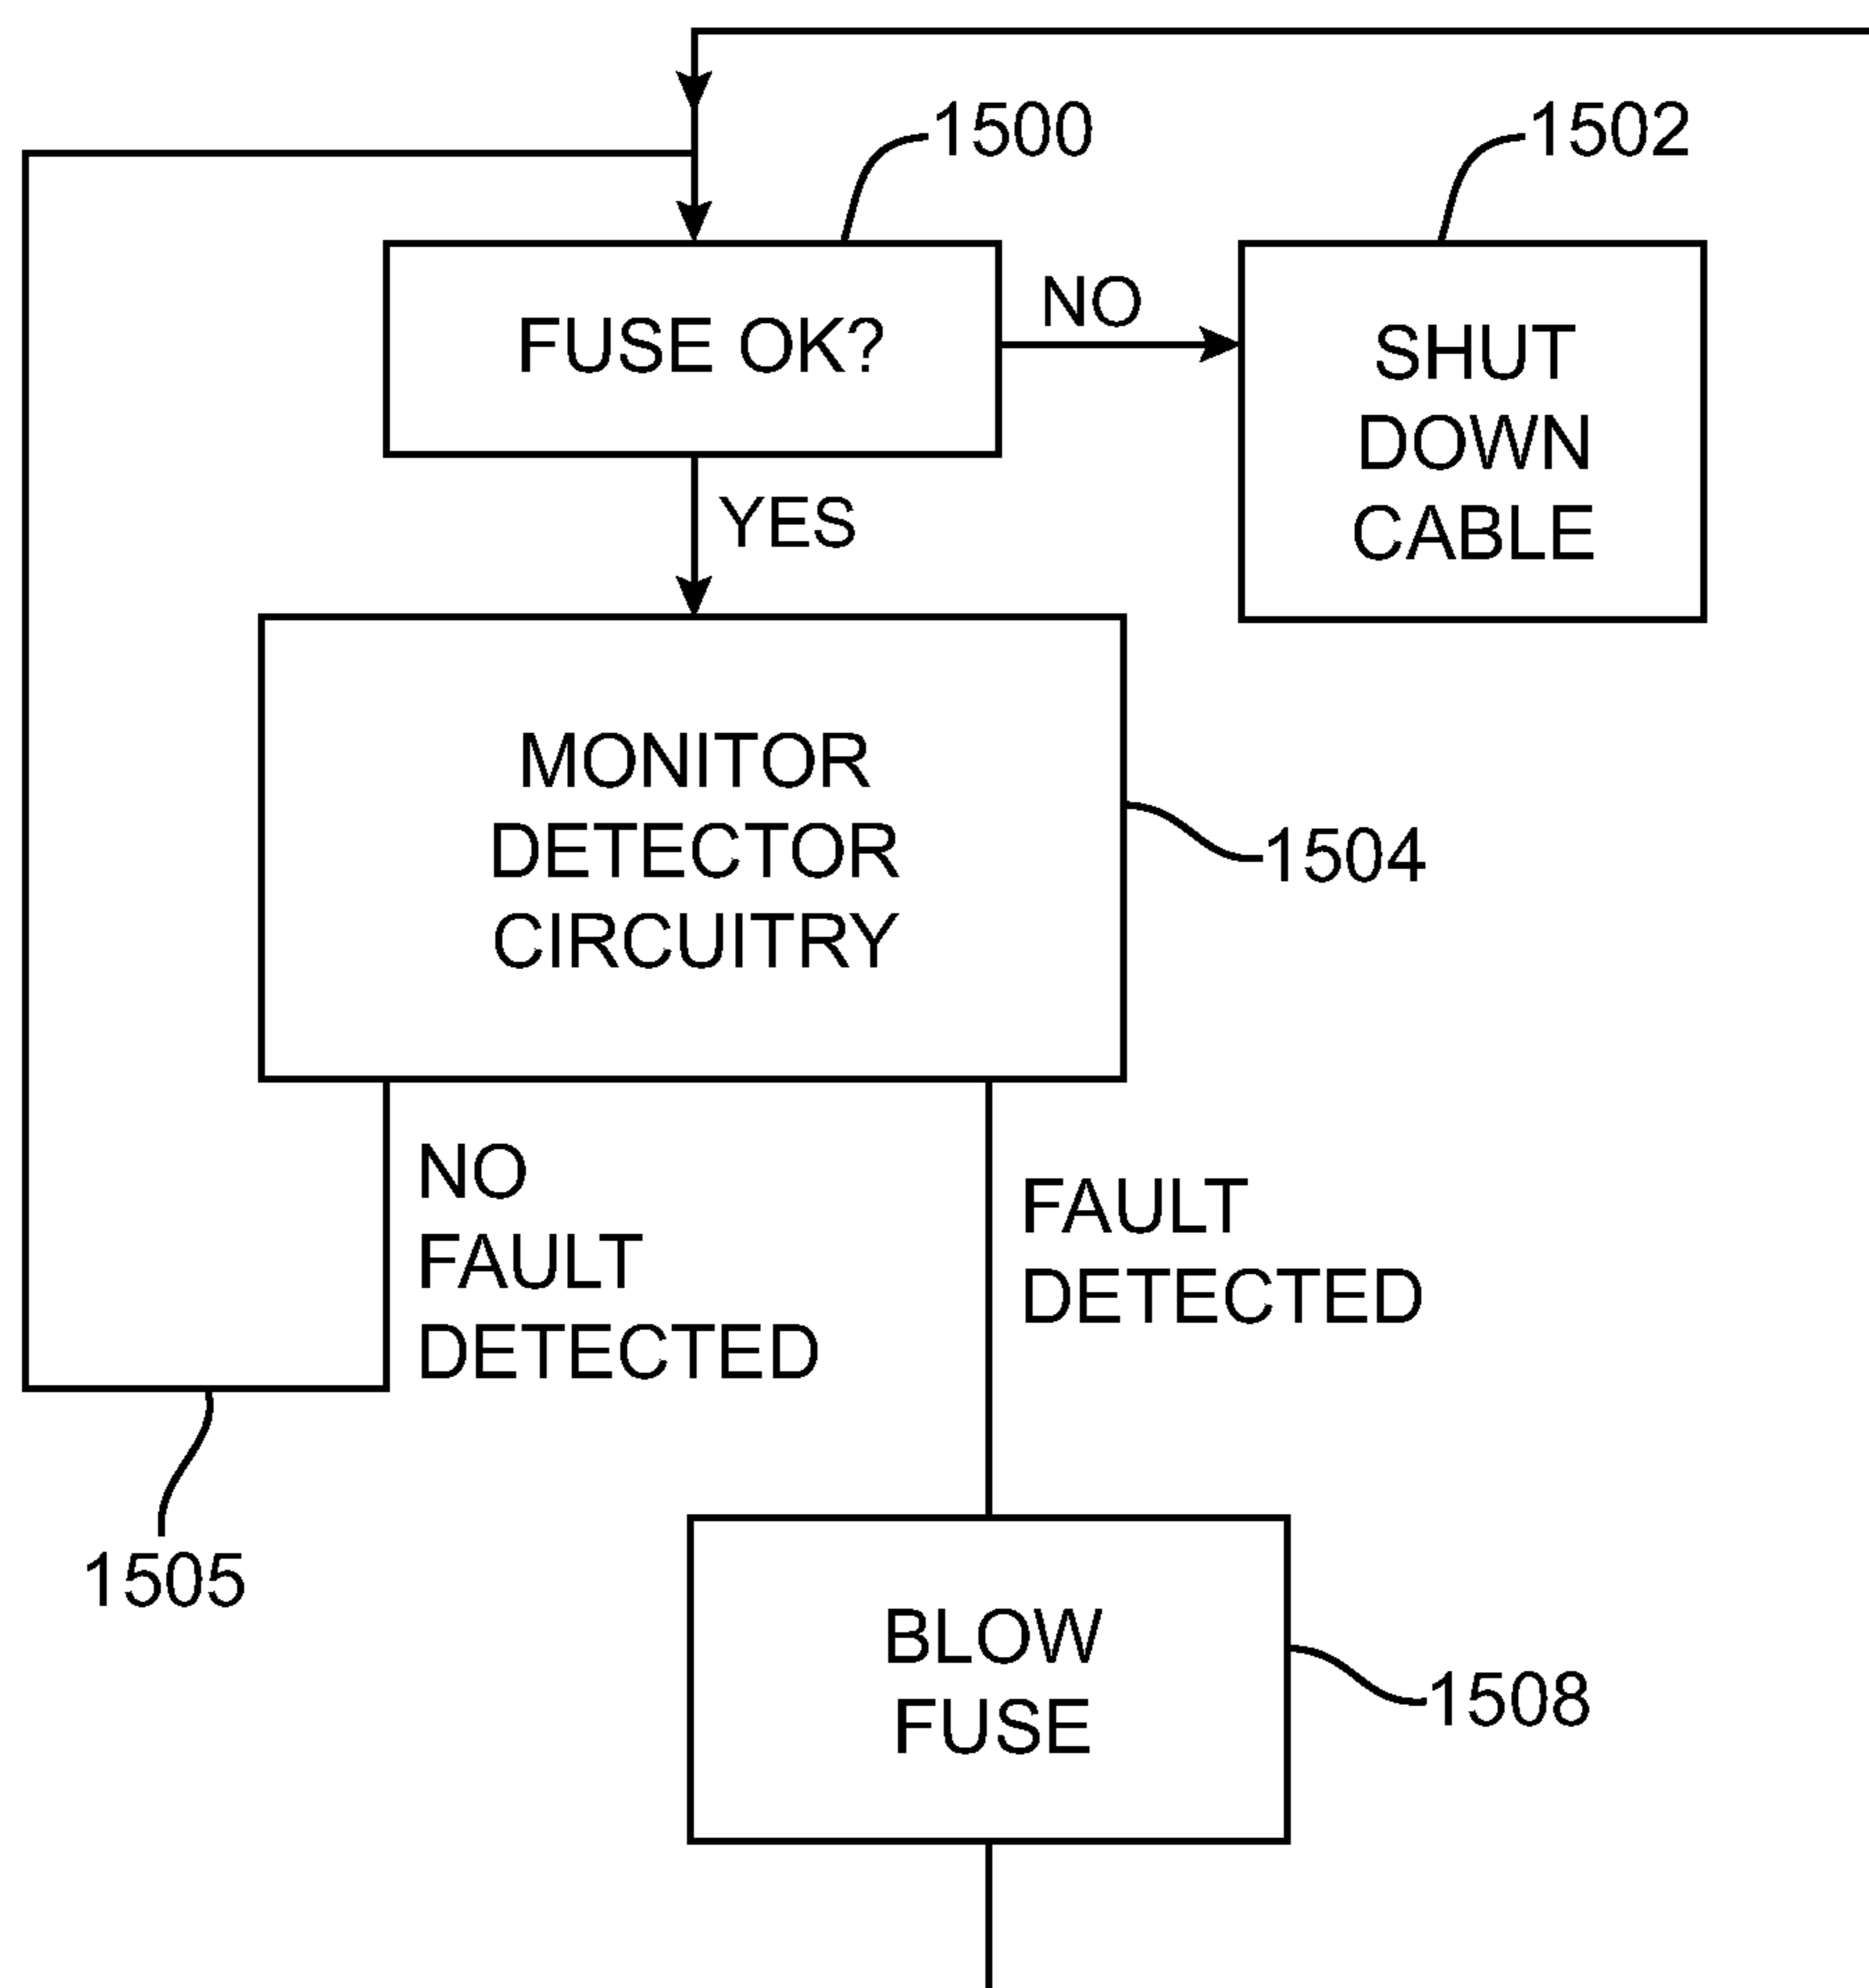 1500
1502
FUSE OK?
NO
SHUT
DOWN
CABLE
YES
MONITOR
DETECTOR
CIRCUITRY
1504
NO
FAULT
DETECTED
FAULT
DETECTED
1505
BLOW
FUSE
1508